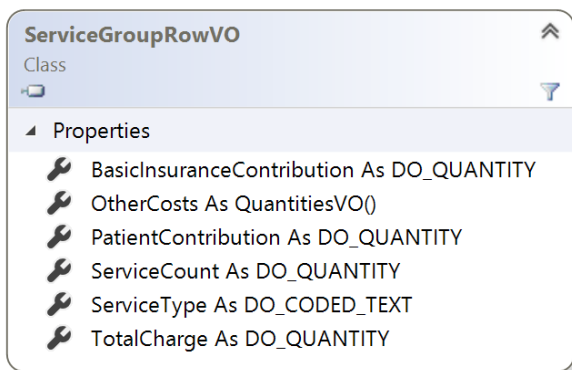 ServiceGroupRowVO
Class
Properties
BasicInsuranceContribution As DO_QUANTITY
OtherCosts As QuantitiesVO()
PatientContribution As DO_QUANTITY
ServiceCount As DO_QUANTITY
ServiceType As DO_CODED_TEXT
TotalCharge As DO_QUANTITY